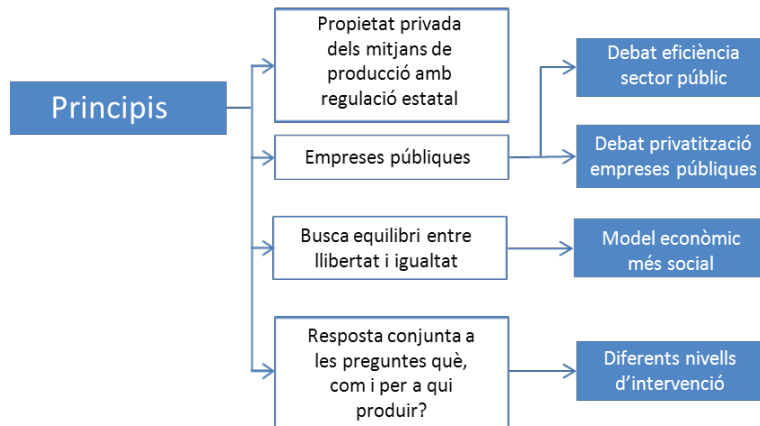 Principis
Propietat privada
dels mitjans de
producció amb
regulació estatal
Empreses públiques
Debat eficiència
sector públic
Debat privatització
empreses públiques
Busca equilibri entre
llibertat i igualtat
Model econòmic
més social
Resposta conjunta a
les preguntes què,
com i per a qui
produir?
Diferents nivells
d'intervenció